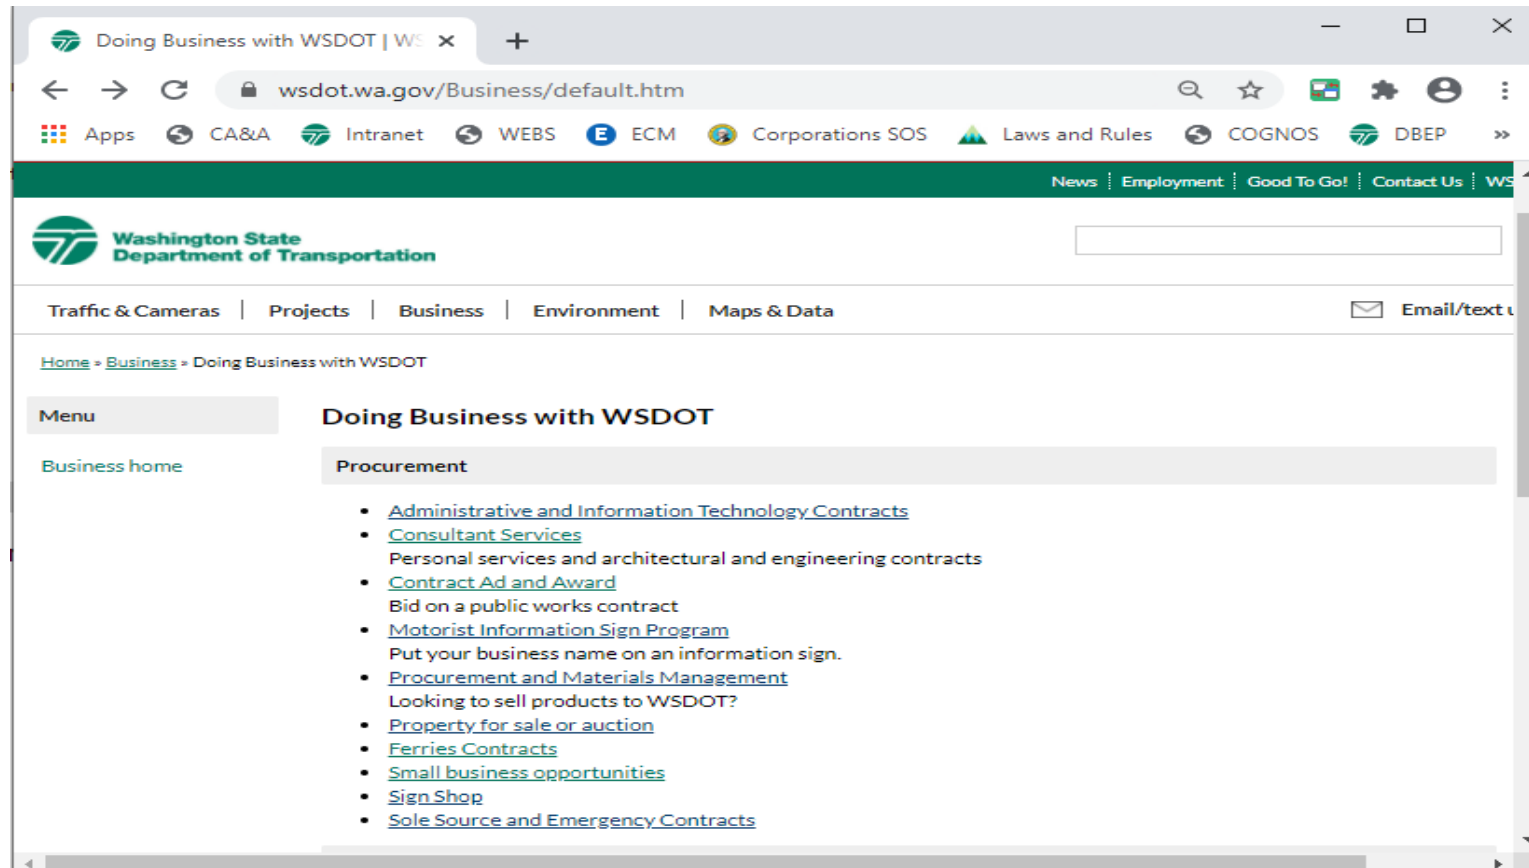 Doing Business with WSDOT | WS
wsdot.wa.gov/Business/default.htm
Apps CA&A Intranet WEBS E ECM Corporations SOS Laws and Rules COGNOS DBEP »
News Employment Good To Go! Contact Us WS
Washington State
Department of Transportation
Traffic & Cameras | Projects | Business | Environment | Maps & Data Email/text u
Home » Business » Doing Business with WSDOT
Menu
Business home
Doing Business with WSDOT
Procurement
• Administrative and Information Technology Contracts
• Consultant Services
Personal services and architectural and engineering contracts
• Contract Ad and Award
Bid on a public works contract
• Motorist Information Sign Program
Put your business name on an information sign.
• Procurement and Materials Management
Looking to sell products to WSDOT?
• Property for sale or auction
• Ferries Contracts
• Small business opportunities
• Sign Shop
• Sole Source and Emergency Contracts